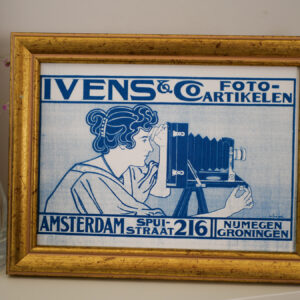 IVENS & Co FOTO-
ARTIKELEN
AMSTERDAM SPUI-
STRAAT 216 NIJMEGEN
GRONINGEN